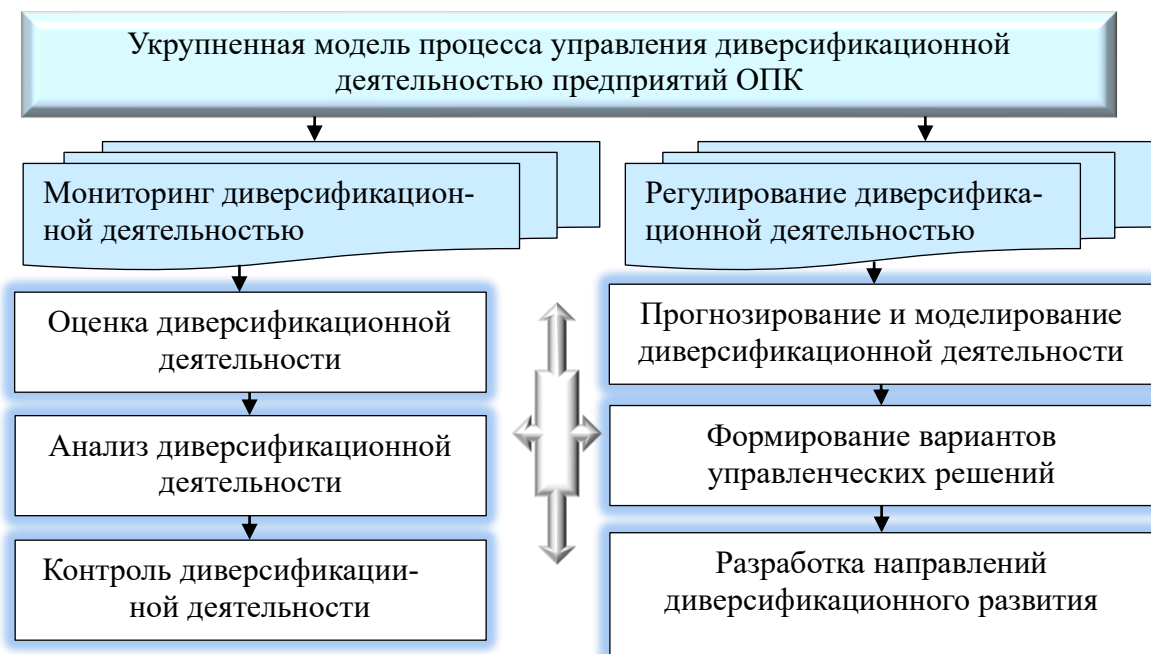 Укрупненная модель процесса управления диверсификационной
деятельностью предприятий ОПК
Мониторинг диверсификацион-
ной деятельностью
Оценка диверсификационной
деятельности
Анализ диверсификационной
деятельности
Контроль диверсификации-
ной деятельности
Регулирование диверсифика-
ционной деятельностью
Прогнозирование и моделирование
диверсификационной деятельности
Формирование вариантов
управленческих решений
Разработка направлений
диверсификационного развития